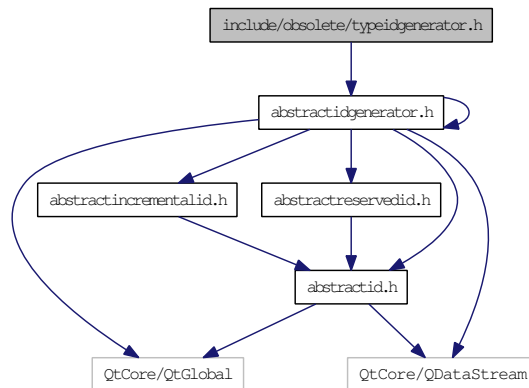 include/obsolete/typeidgenerator.h
abstractidgenerator.h
abstractincrementalid.h
abstractreservedid.h
abstractid.h
QtCore/QtGlobal
QtCore/QDataStream